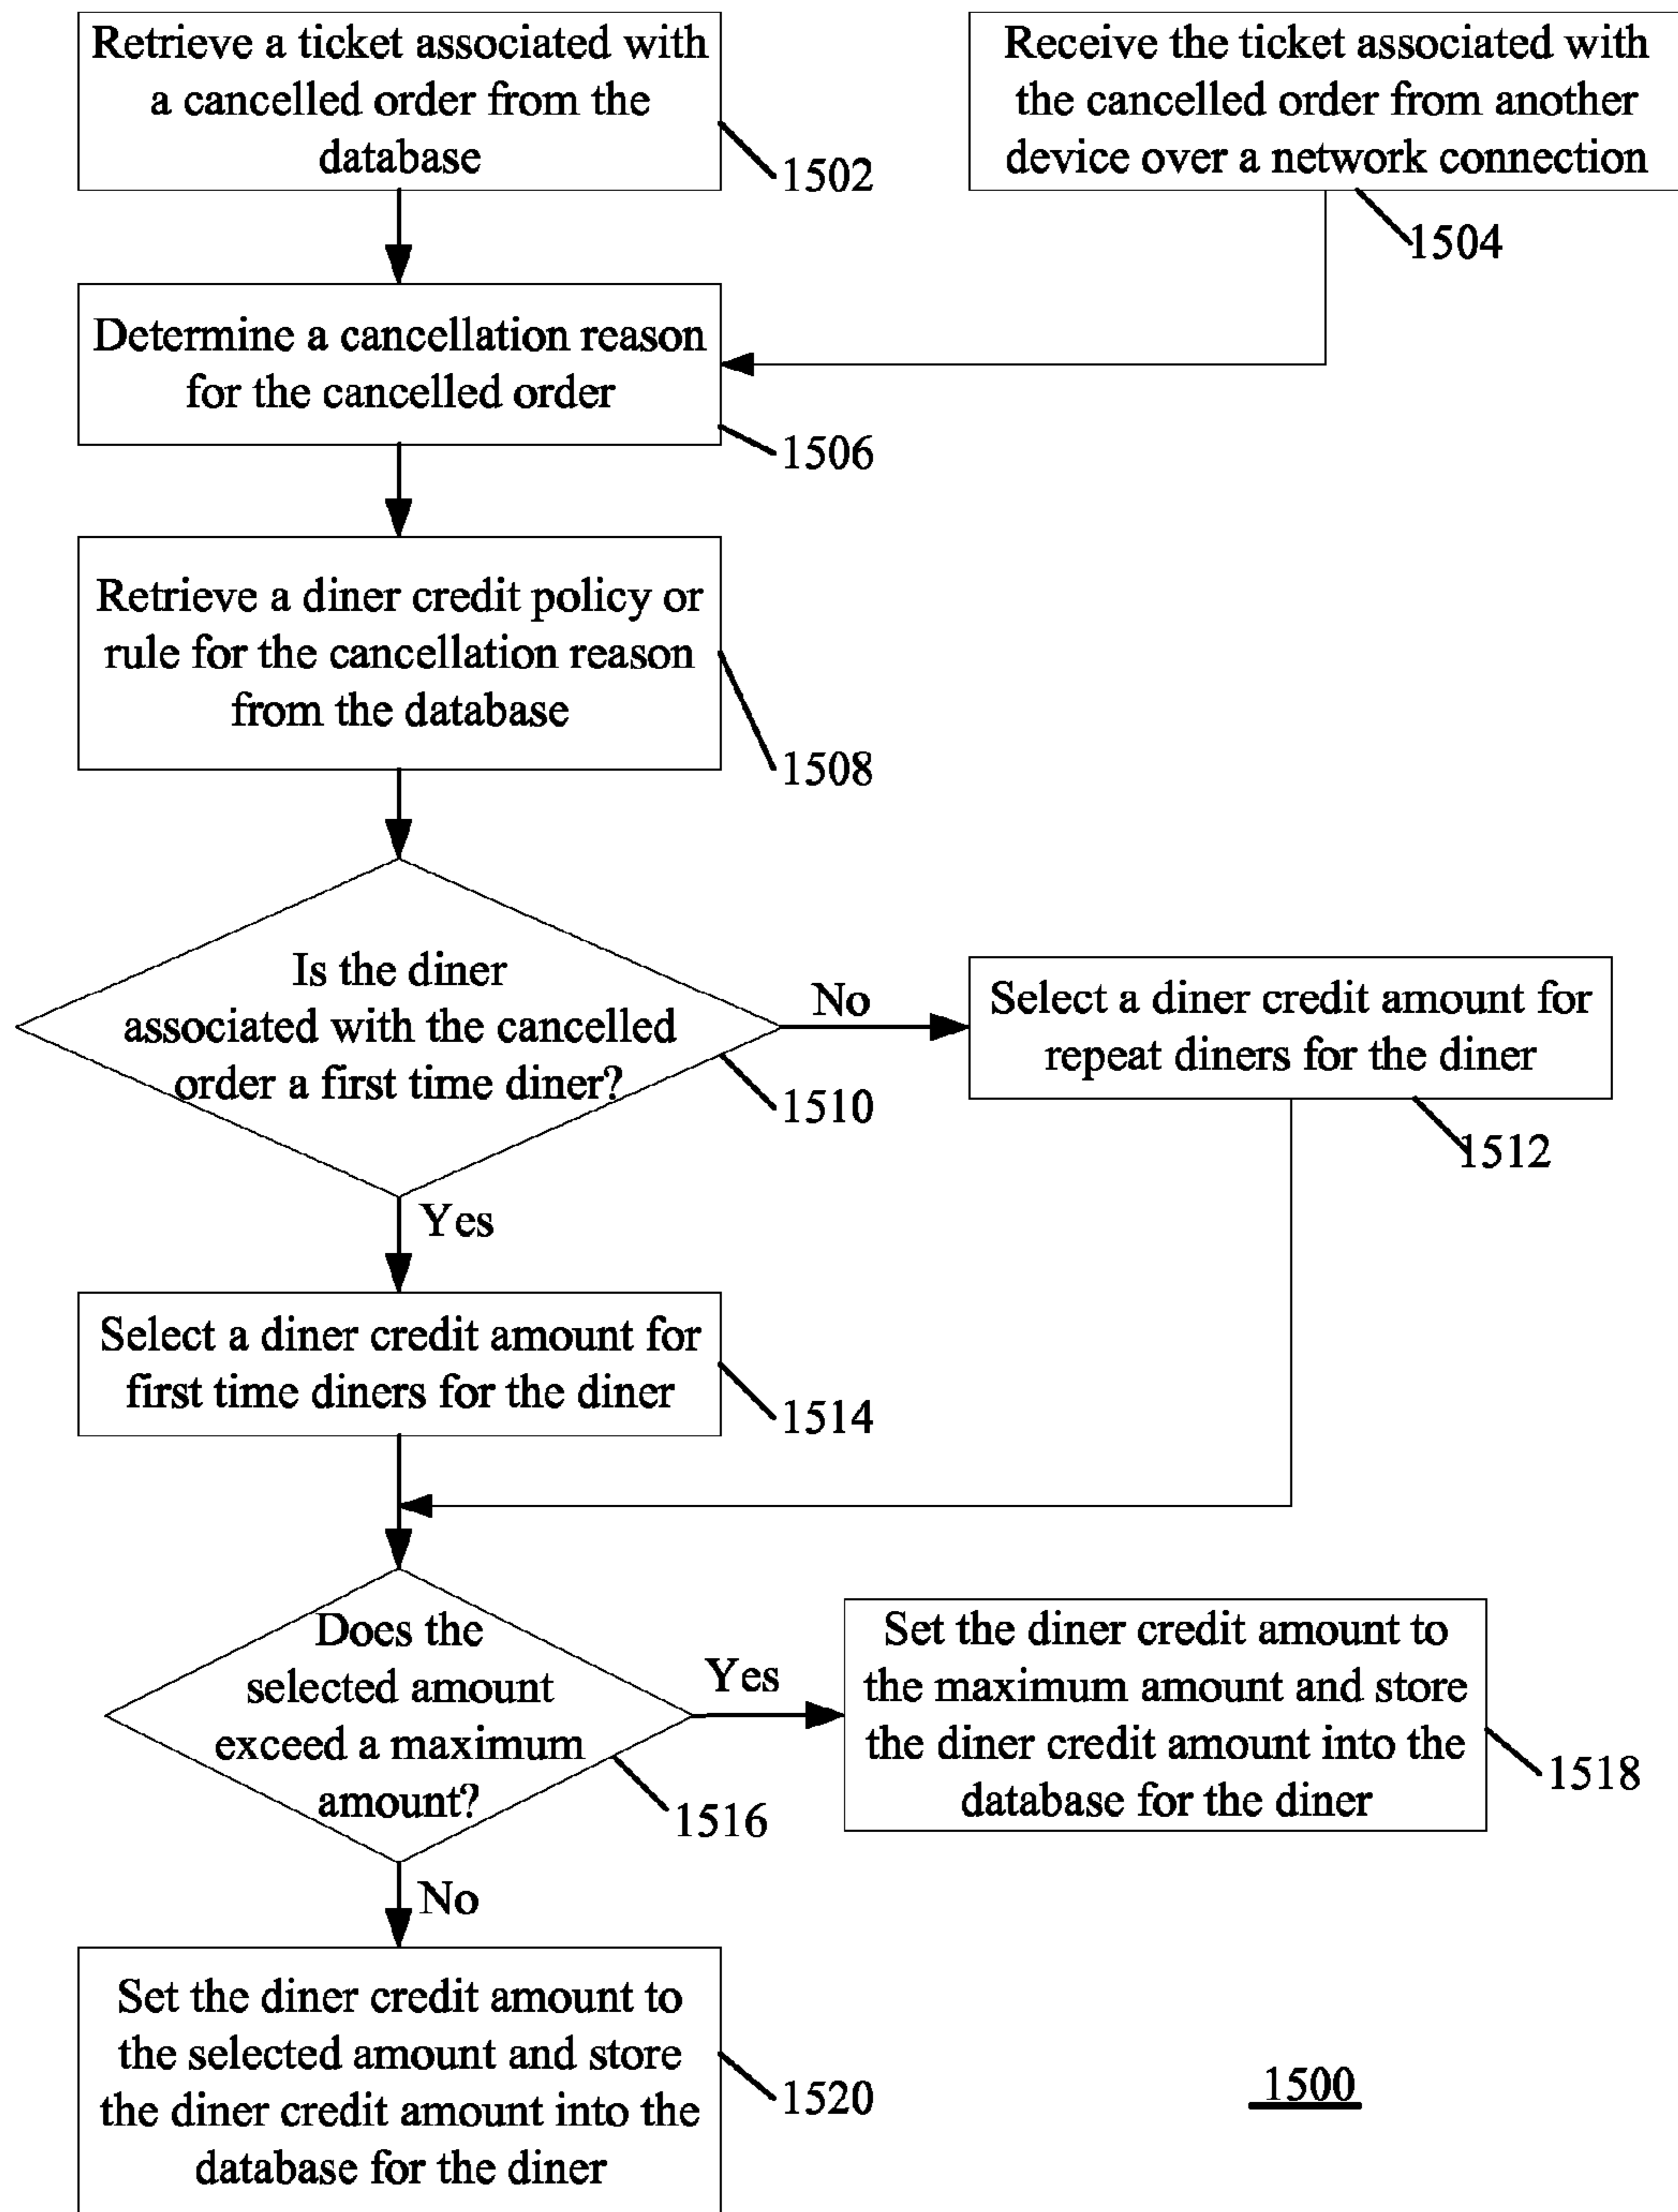 Retrieve a ticket associated with
a cancelled order from the
database
1502
Receive the ticket associated with
the cancelled order from another
device over a network connection
1504
Determine a cancellation reason
for the cancelled order
1506
Retrieve a diner credit policy or
rule for the cancellation reason
from the database
1508
Is the diner
associated with the cancelled
order a first time diner?
1510
No
Select a diner credit amount for
repeat diners for the diner
1512
Yes
Select a diner credit amount for
first time diners for the diner
1514
Does the
selected amount
exceed a maximum
amount?
1516
Yes
Set the diner credit amount to
the maximum amount and store
the diner credit amount into the
database for the diner
1518
No
Set the diner credit amount to
the selected amount and store
the diner credit amount into the
database for the diner
1520
1500